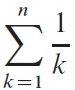 n
∑ 1/k
k=1